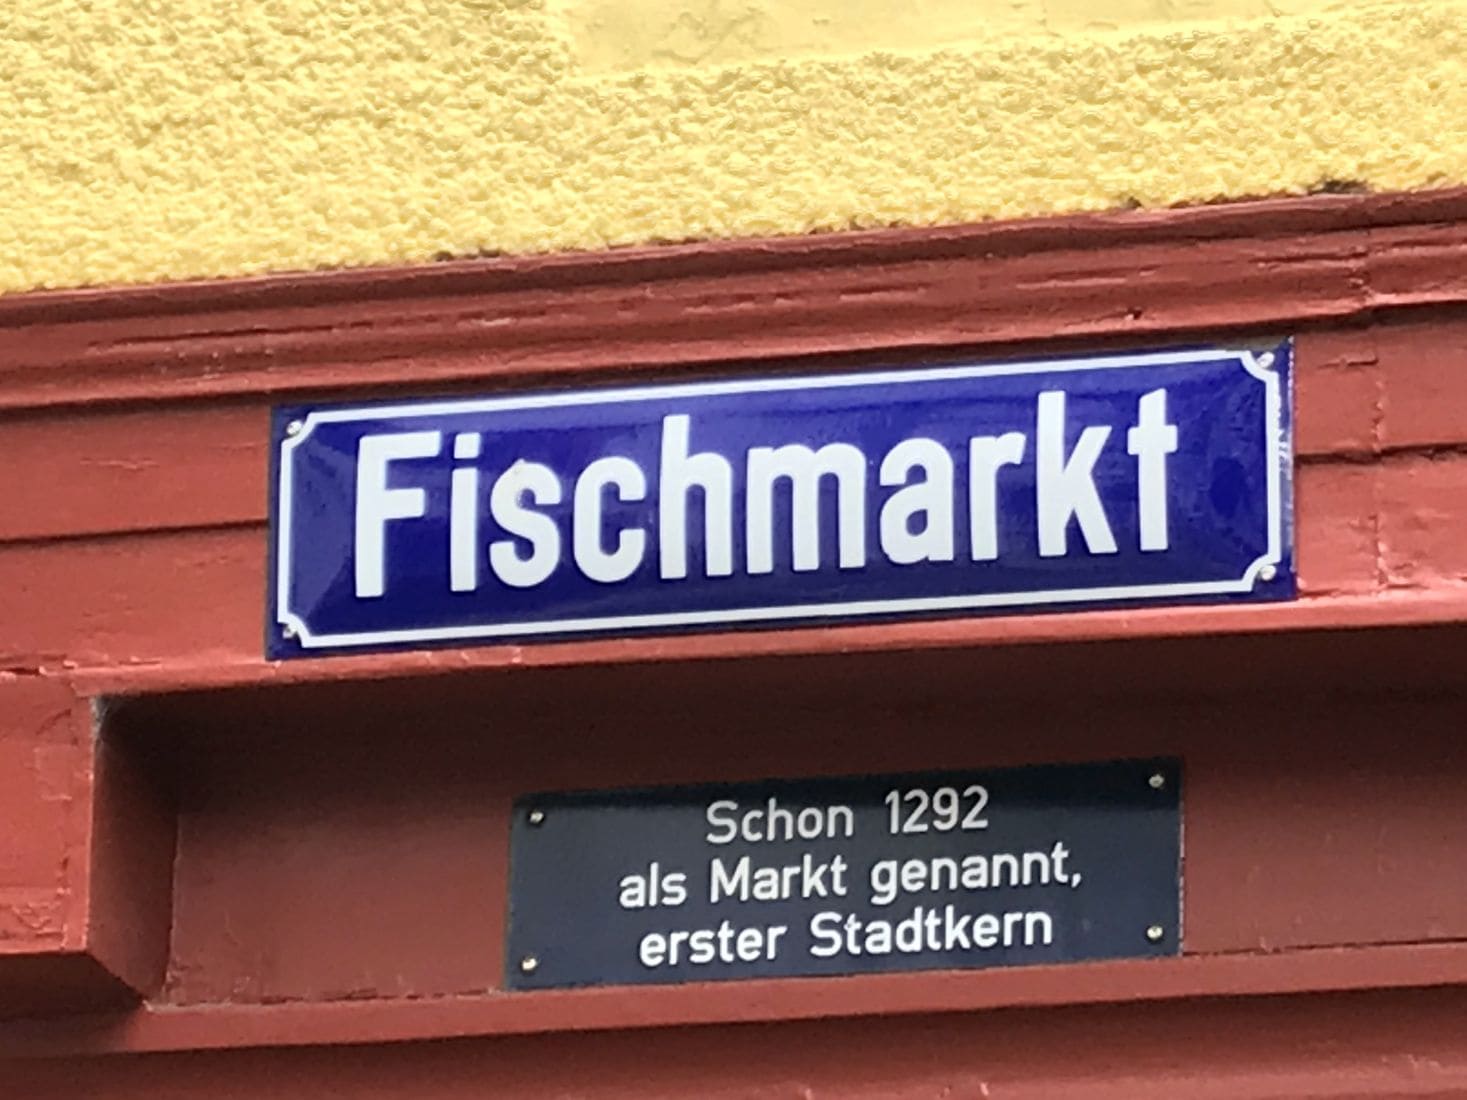 Fischmarkt
Schon 1292
als Markt genannt,
erster Stadtkern